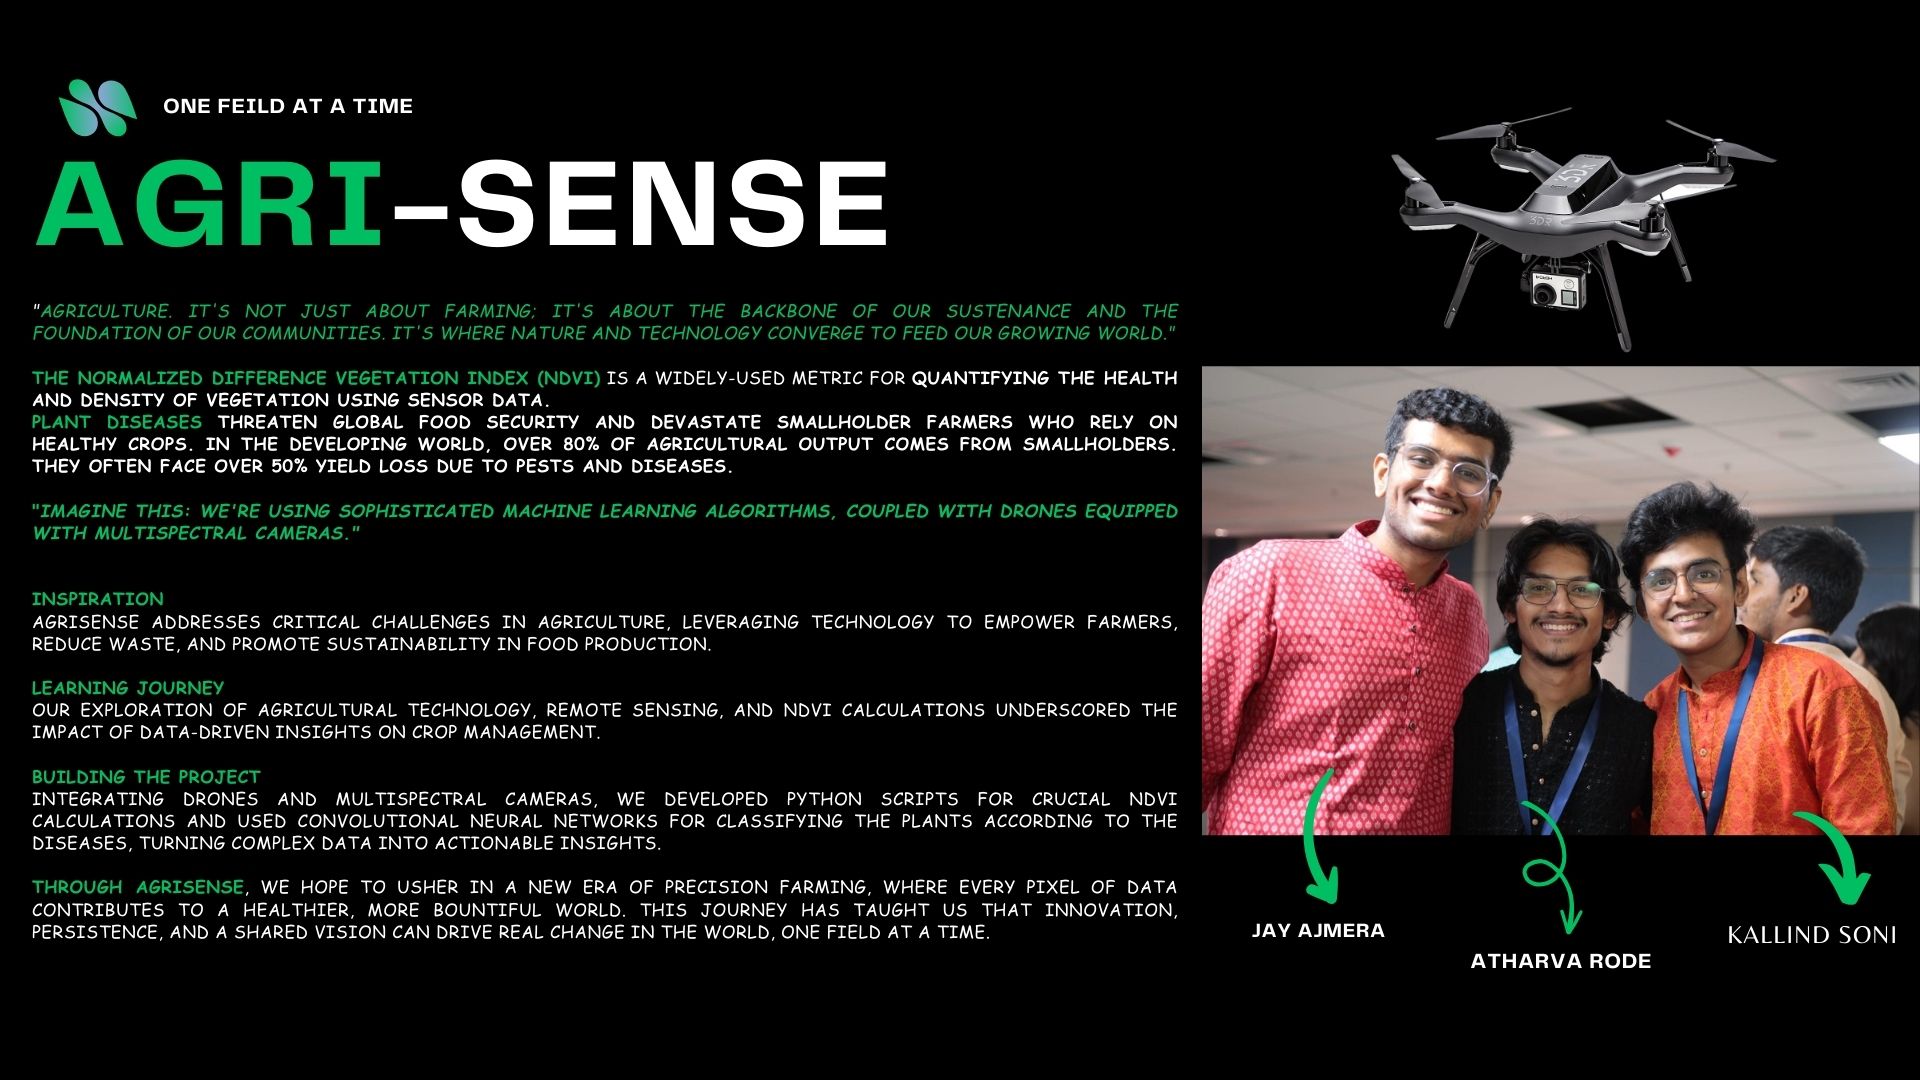 ONE FEILD AT A TIME
AGRI–SENSE
"AGRICULTURE. IT'S NOT JUST ABOUT FARMING; IT'S ABOUT THE BACKBONE OF OUR SUSTENANCE AND THE
FOUNDATION OF OUR COMMUNITIES. IT'S WHERE NATURE AND TECHNOLOGY CONVERGE TO FEED OUR GROWING WORLD."
THE NORMALIZED DIFFERENCE VEGETATION INDEX (NDVI) IS A WIDELY-USED METRIC FOR QUANTIFYING THE HEALTH
AND DENSITY OF VEGETATION USING SENSOR DATA.
PLANT DISEASES THREATEN GLOBAL FOOD SECURITY AND DEVASTATE SMALLHOLDER FARMERS WHO RELY ON
HEALTHY CROPS. IN THE DEVELOPING WORLD, OVER 80% OF AGRICULTURAL OUTPUT COMES FROM SMALLHOLDERS.
THEY OFTEN FACE OVER 50% YIELD LOSS DUE TO PESTS AND DISEASES.
"IMAGINE THIS: WE'RE USING SOPHISTICATED MACHINE LEARNING ALGORITHMS, COUPLED WITH DRONES EQUIPPED
WITH MULTISPECTRAL CAMERAS."
INSPIRATION
AGRISENSE ADDRESSES CRITICAL CHALLENGES IN AGRICULTURE, LEVERAGING TECHNOLOGY TO EMPOWER FARMERS,
REDUCE WASTE, AND PROMOTE SUSTAINABILITY IN FOOD PRODUCTION.
LEARNING JOURNEY
OUR EXPLORATION OF AGRICULTURAL TECHNOLOGY, REMOTE SENSING, AND NDVI CALCULATIONS UNDERSCORED THE
IMPACT OF DATA-DRIVEN INSIGHTS ON CROP MANAGEMENT.
BUILDING THE PROJECT
INTEGRATING DRONES AND MULTISPECTRAL CAMERAS, WE DEVELOPED PYTHON SCRIPTS FOR CRUCIAL NDVI
CALCULATIONS AND USED CONVOLUTIONAL NEURAL NETWORKS FOR CLASSIFYING THE PLANTS ACCORDING TO THE
DISEASES, TURNING COMPLEX DATA INTO ACTIONABLE INSIGHTS.
THROUGH AGRISENSE, WE HOPE TO USHER IN A NEW ERA OF PRECISION FARMING, WHERE EVERY PIXEL OF DATA
CONTRIBUTES TO A HEALTHIER, MORE BOUNTIFUL WORLD. THIS JOURNEY HAS TAUGHT US THAT INNOVATION,
PERSISTENCE, AND A SHARED VISION CAN DRIVE REAL CHANGE IN THE WORLD, ONE FIELD AT A TIME.
3DR
3DR
JAY AJMERA
ATHARVA RODE
KALLIND SONI